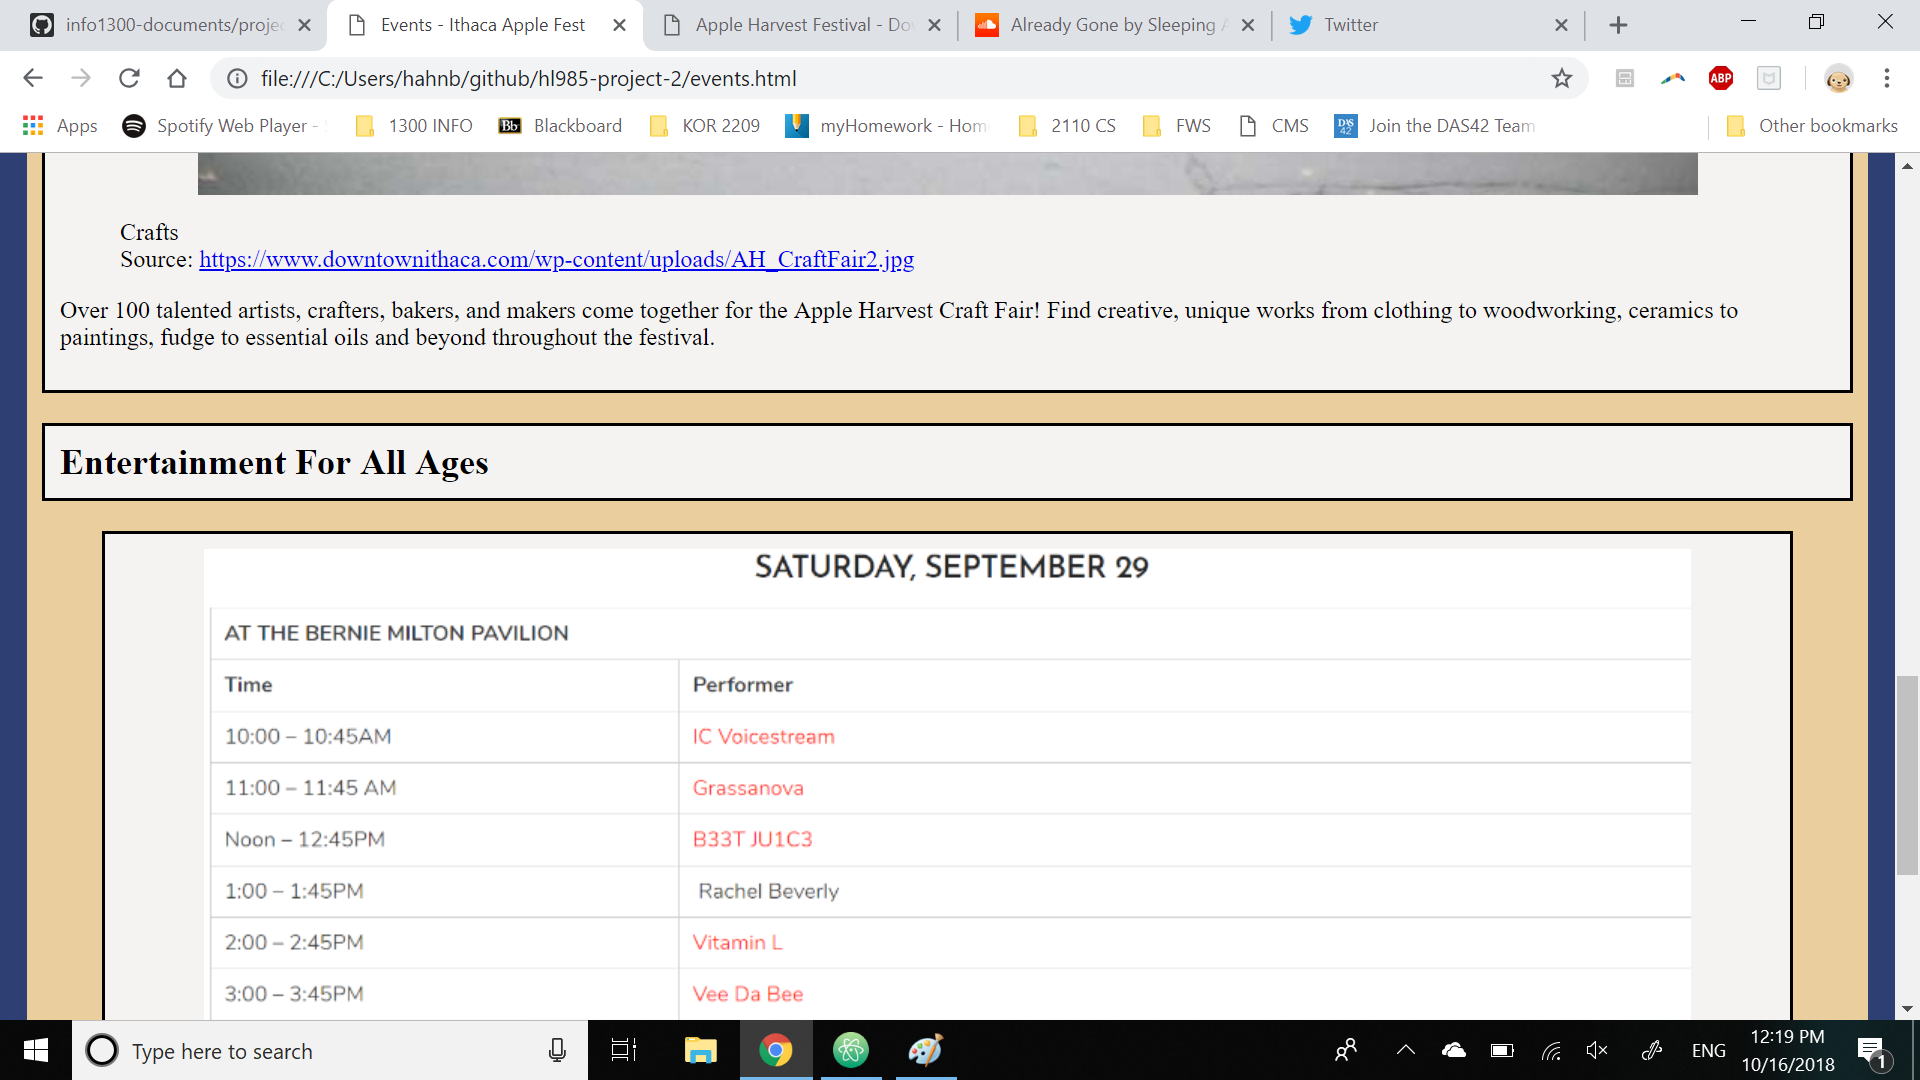 info1300-documents/projec
Events - Ithaca Apple Fest
Apple Harvest Festival - Do
Already Gone by Sleeping A
Twitter
file:///C:/Users/hahnb/github/hl985-project-2/events.html
ABP
Apps
Spotify Web Player -
1300 INFO
Bb
Blackboard
KOR 2209
myHomework - Hom
2110 CS
FWS
CMS
DAS
42
Join the DAS42 Team
Other bookmarks
Crafts
Source: https://www.downtownithaca.com/wp-content/uploads/AH_CraftFair2.jpg
Over 100 talented artists, crafters, bakers, and makers come together for the Apple Harvest Craft Fair! Find creative, unique works from clothing to woodworking, ceramics to
paintings, fudge to essential oils and beyond throughout the festival.
Entertainment For All Ages
SATURDAY, SEPTEMBER 29
AT THE BERNIE MILTON PAVILION
Time Performer
10:00 – 10:45AM IC Voicestream
11:00 – 11:45 AM Grassanova
Noon – 12:45PM B33T JU1C3
1:00 – 1:45PM Rachel Beverly
2:00 – 2:45PM Vitamin L
3:00 – 3:45PM Vee Da Bee
Type here to search
ENG
12:19 PM
10/16/2018
1